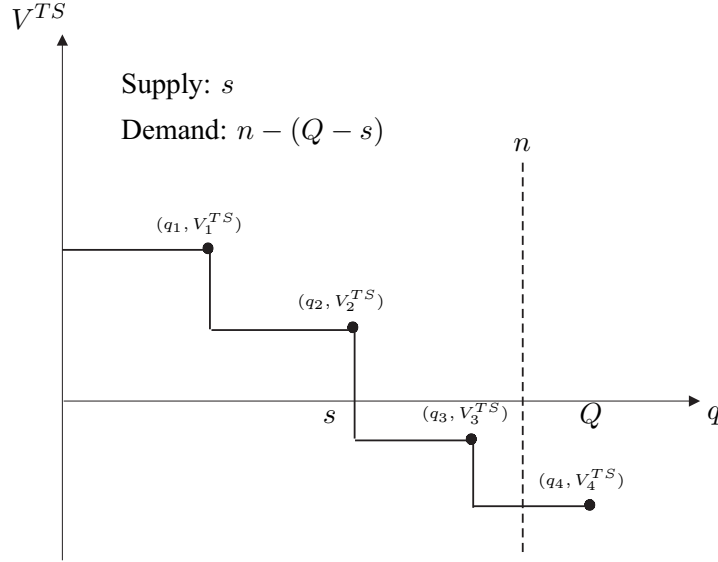 V^{TS}
Supply: s
Demand: n − (Q − s)
n
(q_1, V_1^{TS})
(q_2, V_2^{TS})
s
(q_3, V_3^{TS})
Q
q
(q_4, V_4^{TS})